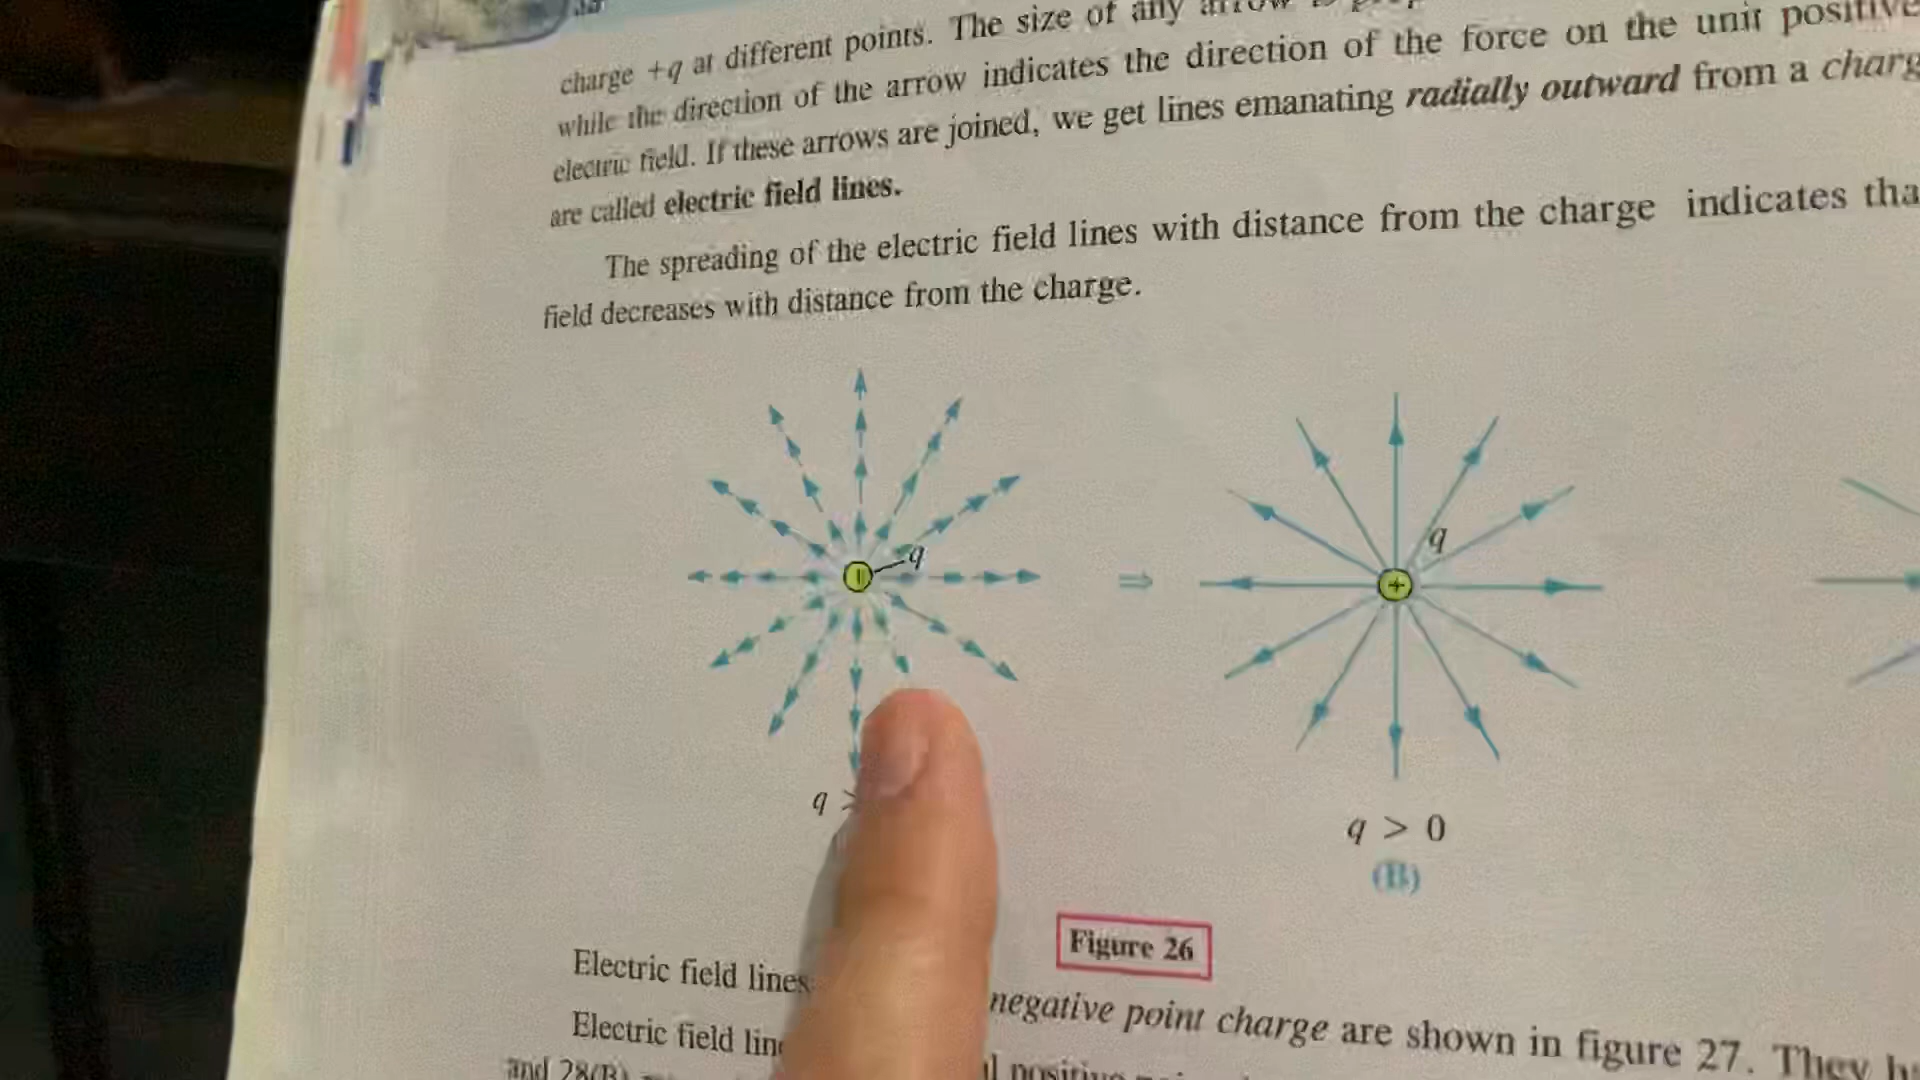 charge +q at different points. The size of any arrow is
while the direction of the arrow indicates the direction of the force on the unit positive
electric field. If these arrows are joined, we get lines emanating radially outward from a charg
are called electric field lines.
The spreading of the electric field lines with distance from the charge indicates tha
field decreases with distance from the charge.
q
q
+
q >
q > 0
(B)
Figure 26
Electric field lines negative point charge are shown in figure 27. They
Electric field
and 28(B)